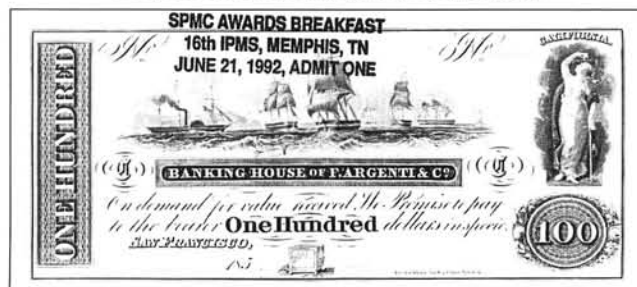 SPMC AWARDS BREAKFAST
16th IPMS, MEMPHIS, TN
JUNE 21, 1992, ADMIT ONE
CALIFORNIA.
ONE HUNDRED
BANKING HOUSE OF P. ARGENTI & Co.
On demand for value received We Promise to pay
to the bearer One Hundred dollars in specie.
SAN FRANCISCO,
185
100